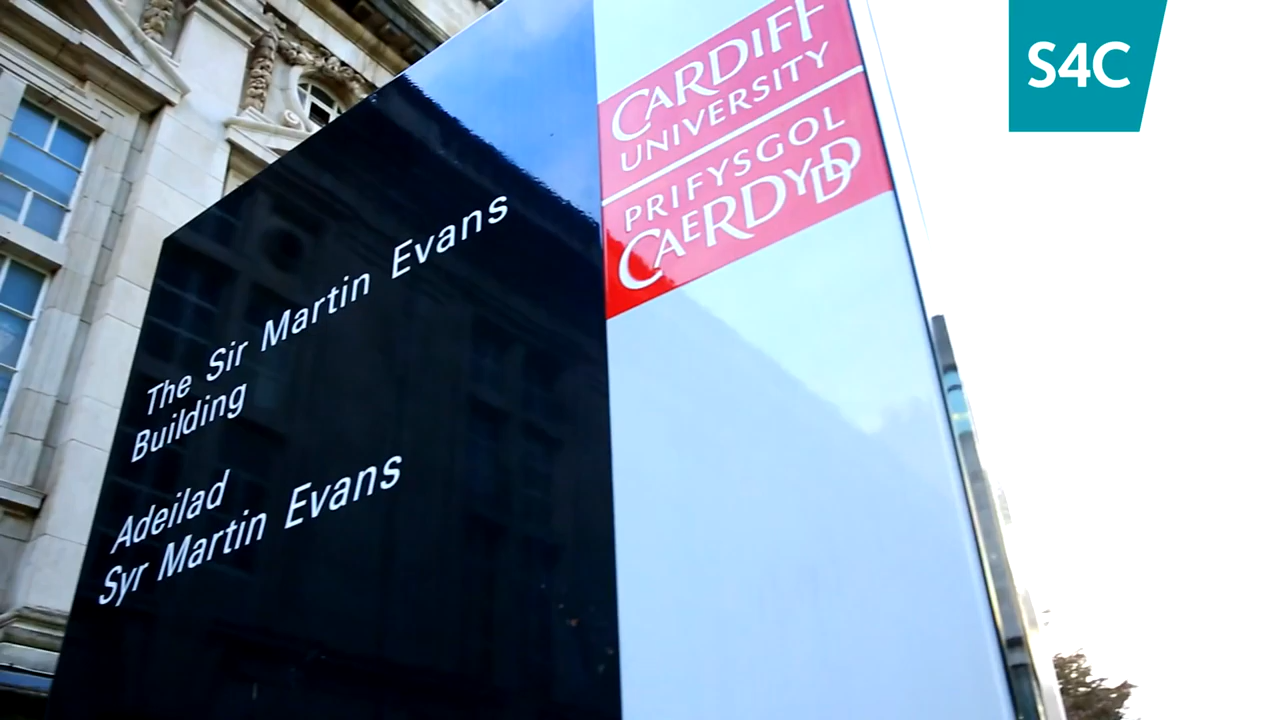 S4C
CARDIFF
UNIVERSITY
PRIFYSGOL
CAERDYDD
The Sir Martin Evans
Building
Adeilad
Syr Martin Evans